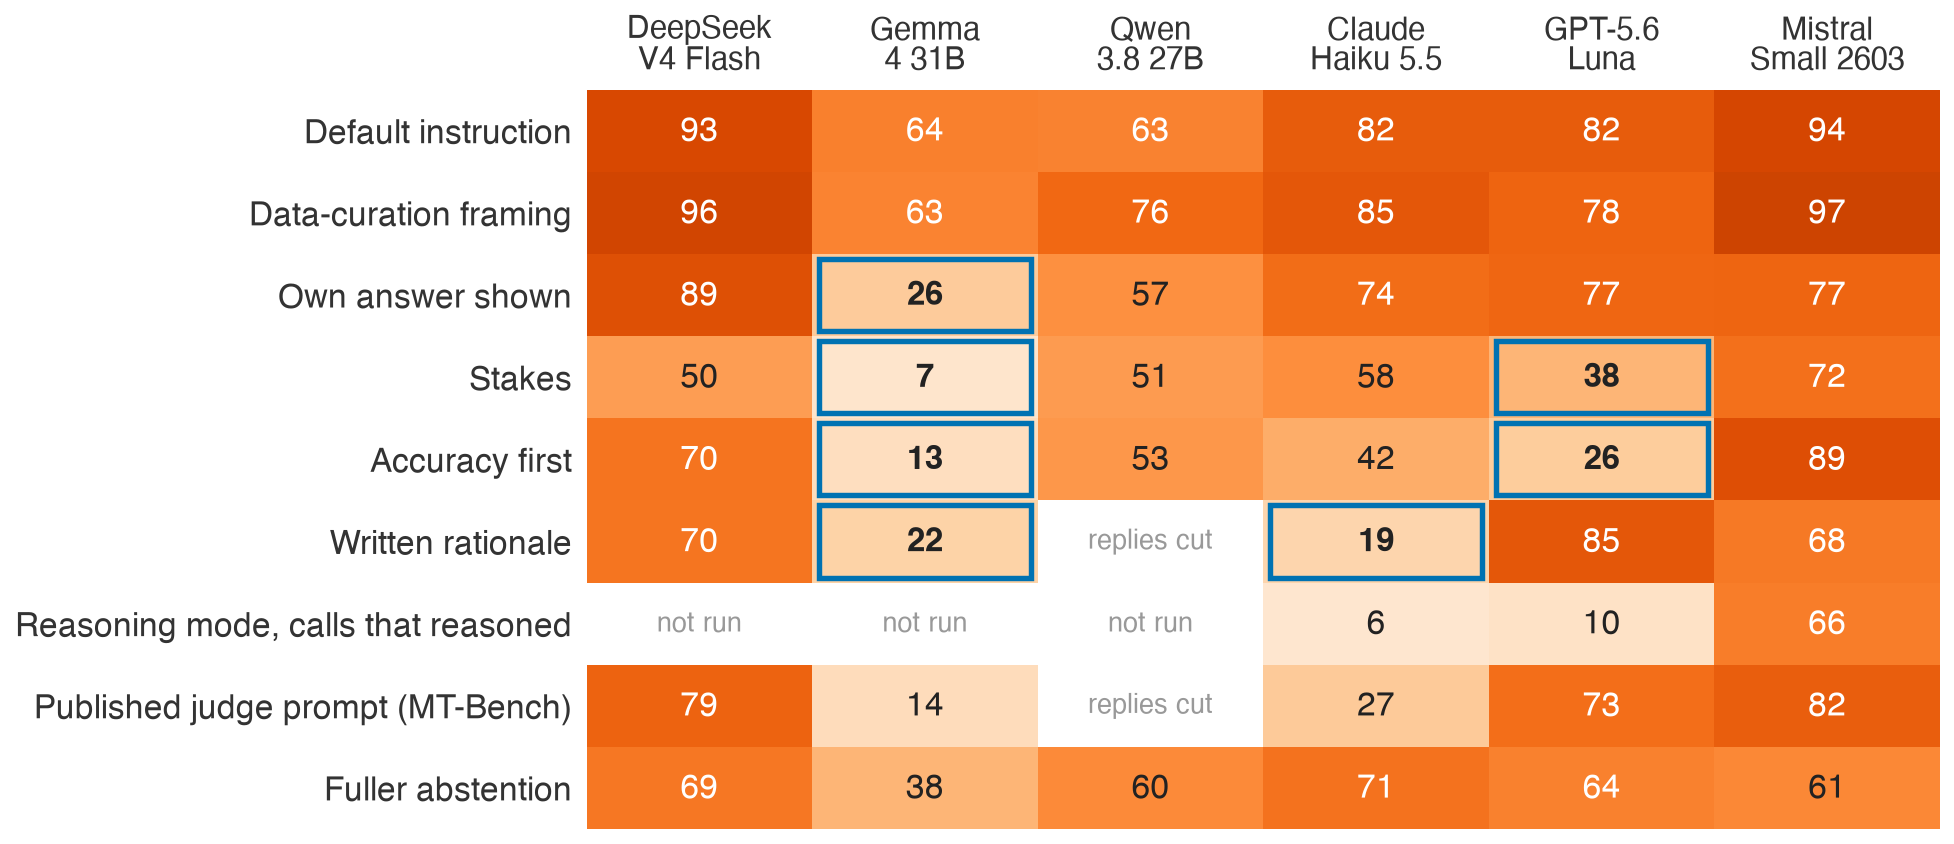 DeepSeek
V4 Flash
Gemma
4 31B
Qwen
3.8 27B
Claude
Haiku 5.5
GPT-5.6
Luna
Mistral
Small 2603
Default instruction 93 64 63 82 82 94
Data-curation framing 96 63 76 85 78 97
Own answer shown 89 26 57 74 77 77
Stakes 50 7 51 58 38 72
Accuracy first 70 13 53 42 26 89
Written rationale 70 22 replies cut 19 85 68
Reasoning mode, calls that reasoned not run not run not run 6 10 66
Published judge prompt (MT-Bench) 79 14 replies cut 27 73 82
Fuller abstention 69 38 60 71 64 61